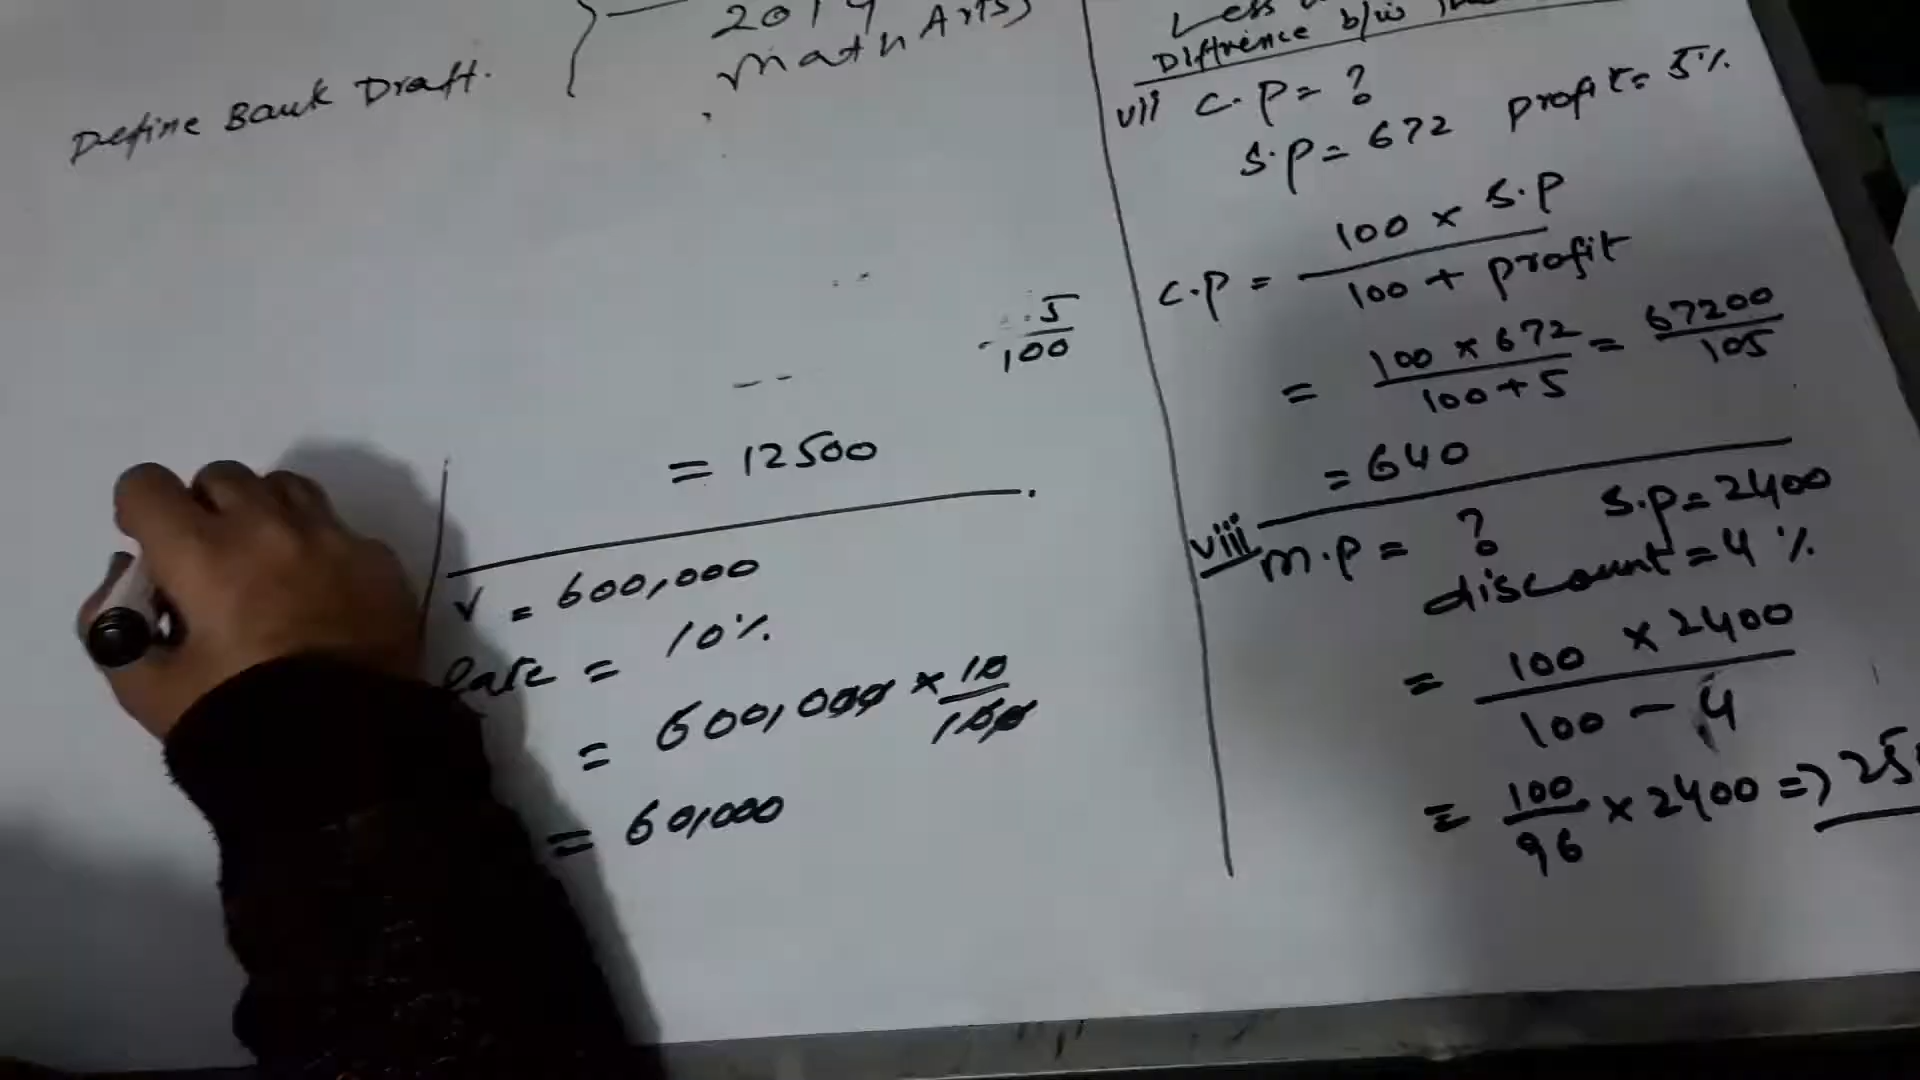 Define Bank Draft.
2019
math Arts)
5
100
= 12500
V = 600,000
Rate = 10%
= 600,000 × 10/100
= 60,000
Less
Diffrence b/w
vii c.p = ?
s.p = 672 profit = 5%
c.p = 100 × s.p / 100 + profit
= 100 × 672 / 100 + 5 = 67200 / 105
= 640
viii m.p = ? s.p = 2400
discount = 4 %
= 100 × 2400 / 100 - 4
= 100/96 × 2400 => 25